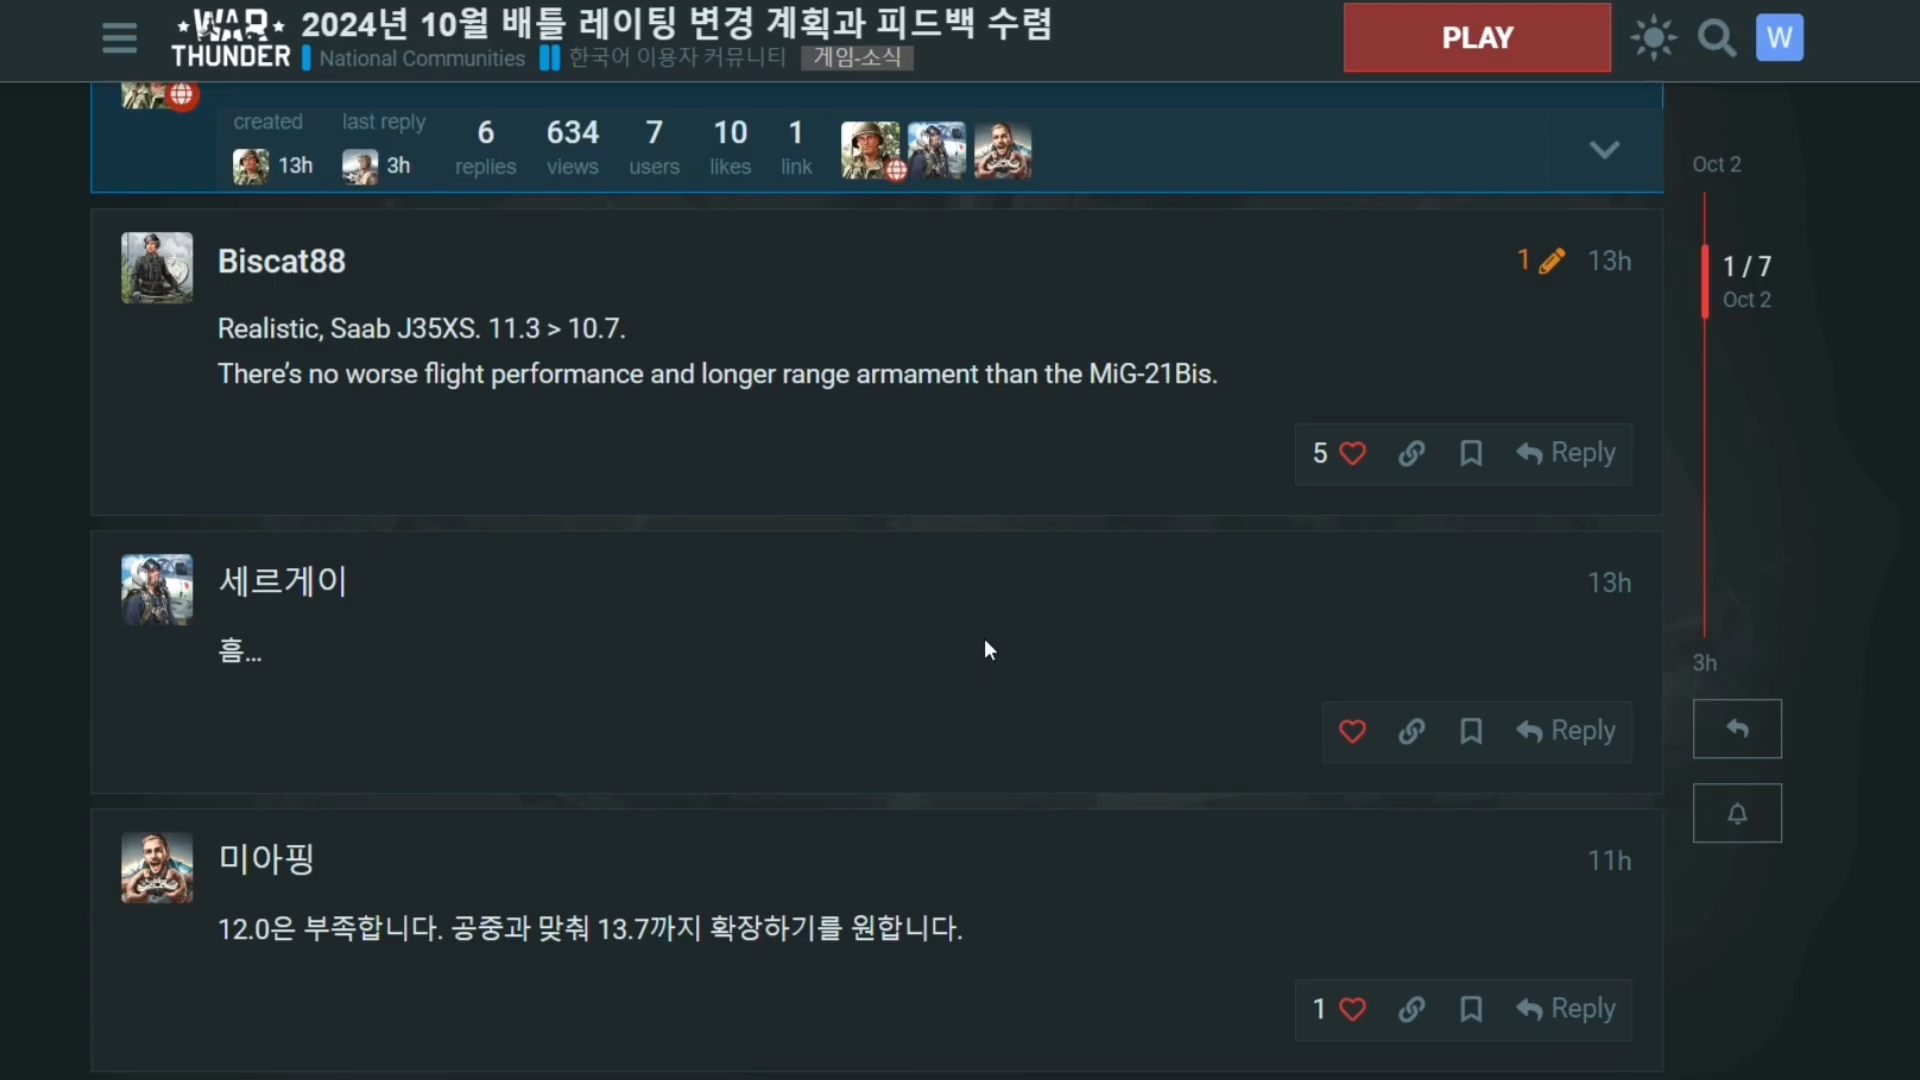 WAR THUNDER
2024년 10월 배틀 레이팅 변경 계획과 피드백 수렴
National Communities 한국어 이용자 커뮤니티 게임-소식
PLAY
W
created last reply
13h 3h
6 replies
634 views
7 users
10 likes
1 link
Oct 2
1 / 7
Oct 2
3h
Biscat88
1 13h
Realistic, Saab J35XS. 11.3 > 10.7.
There’s no worse flight performance and longer range armament than the MiG-21Bis.
5 Reply
세르게이
13h
흠...
Reply
미아핑
11h
12.0은 부족합니다. 공중과 맞춰 13.7까지 확장하기를 원합니다.
1 Reply